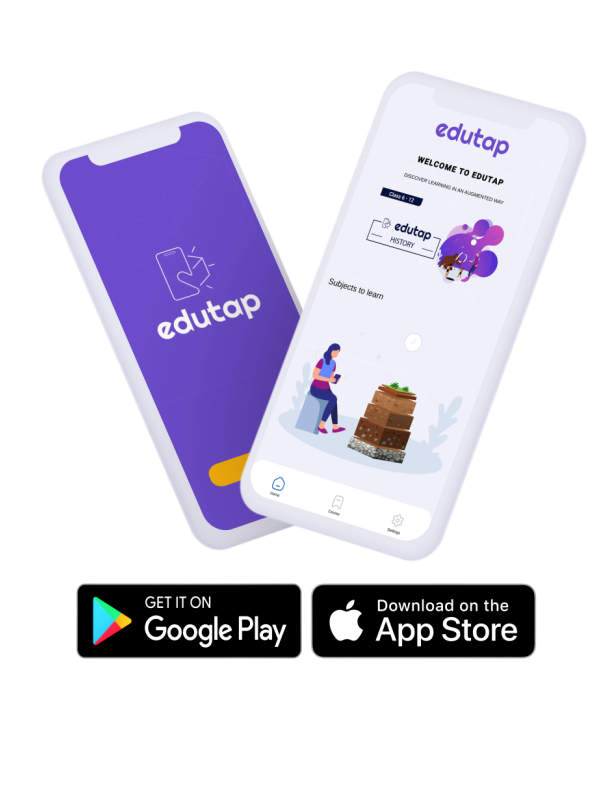 edutap
edutap
WELCOME TO EDUTAP
DISCOVER LEARNING IN AN AUGMENTED WAY
Class 6 - 12
edutap
HISTORY
Subjects to learn
Home
Course
Settings
GET IT ON
Google Play
Download on the
App Store